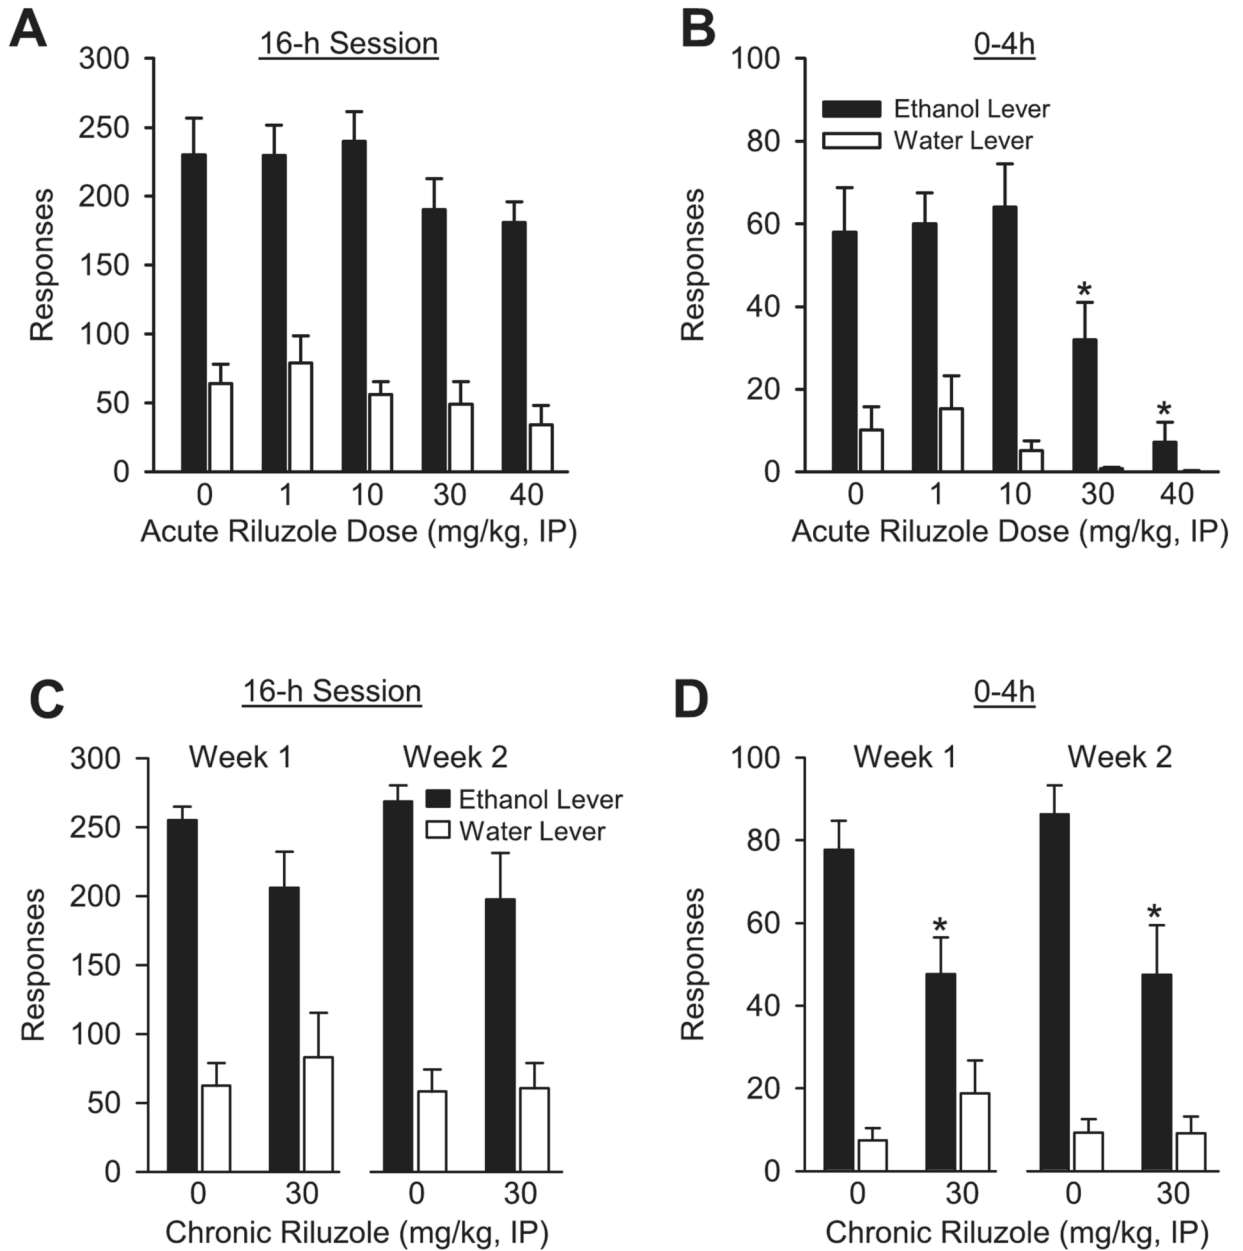 A
16-h Session
300
250
200
150
100
50
0
Responses
0 1 10 30 40
Acute Riluzole Dose (mg/kg, IP)
B
0-4h
100
80
60
40
20
0
Responses
Ethanol Lever
Water Lever
*
*
0 1 10 30 40
Acute Riluzole Dose (mg/kg, IP)
C
16-h Session
Week 1 Week 2
300
250
200
150
100
50
0
Responses
Ethanol Lever
Water Lever
0 30 0 30
Chronic Riluzole (mg/kg, IP)
D
0-4h
Week 1 Week 2
100
80
60
40
20
0
Responses
*
*
0 30 0 30
Chronic Riluzole (mg/kg, IP)